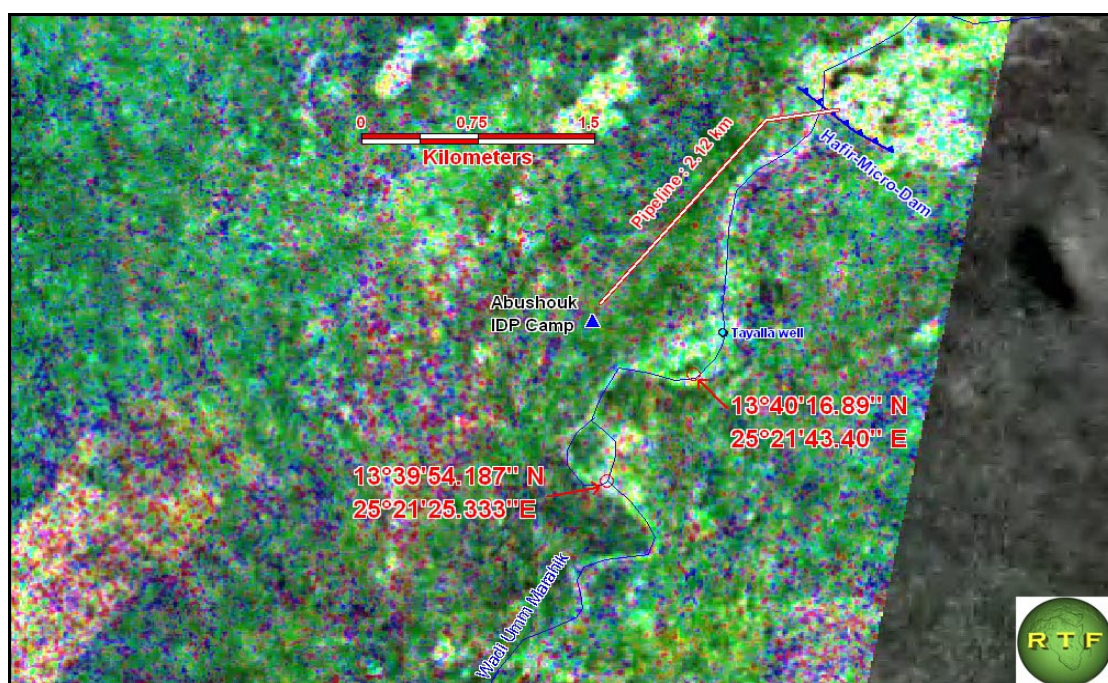 0 0,75 1,5
Kilometers
Pipeline : 2.12 km
Hafir-Micro-Dam
Abushouk
IDP Camp
Tayalla well
13°40'16.89" N
25°21'43.40" E
13°39'54.187" N
25°21'25.333"E
Wadi Umm Marahik
RTF